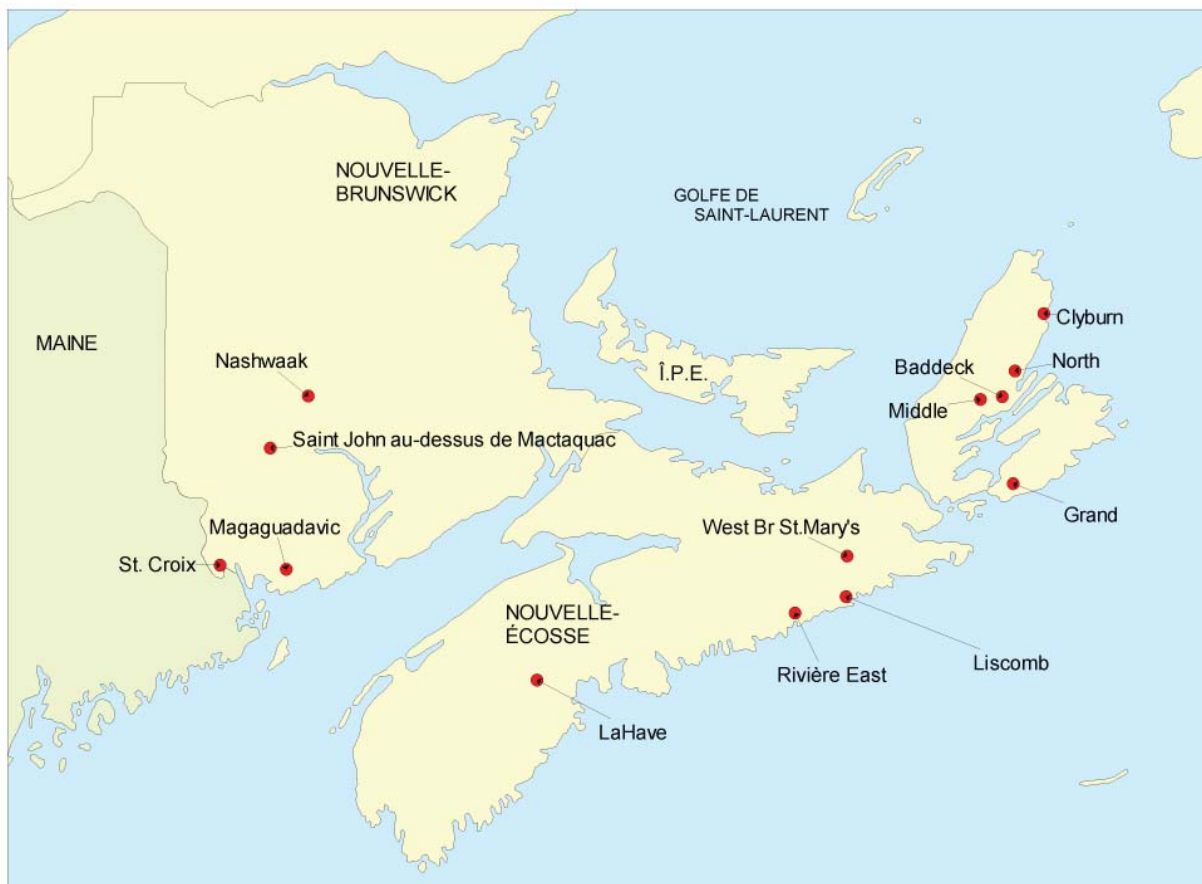 NOUVELLE-
BRUNSWICK
GOLFE DE
SAINT-LAURENT
MAINE
Nashwaak
Î.P.E.
Clyburn
Baddeck
North
Middle
Saint John au-dessus de Mactaquac
Grand
Magaguadavic
West Br St.Mary's
St. Croix
NOUVELLE-
ÉCOSSE
Liscomb
Rivière East
LaHave